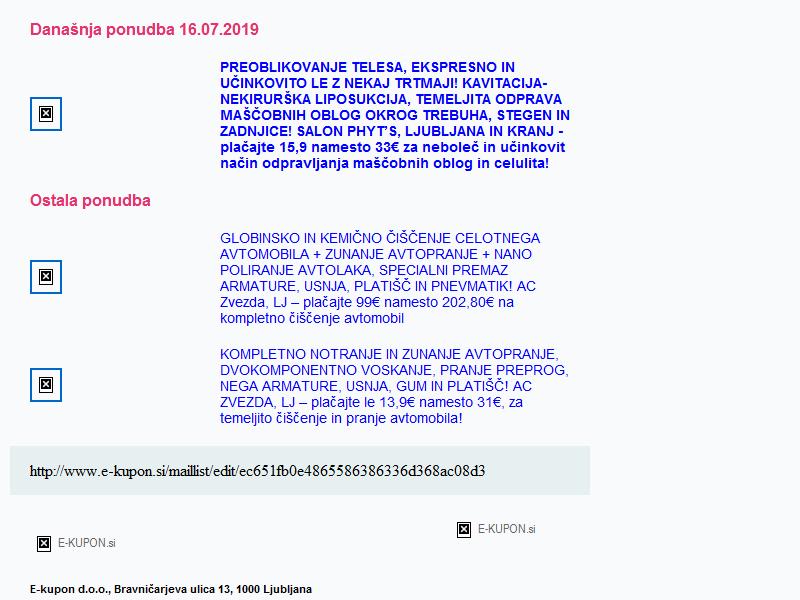 Današnja ponudba 16.07.2019
PREOBLIKOVANJE TELESA, EKSPRESNO IN
UČINKOVITO LE Z NEKAJ TRTMAJI! KAVITACIJA-
NEKIRURŠKA LIPOSUKCIJA, TEMELJITA ODPRAVA
MAŠČOBNIH OBLOG OKROG TREBUHA, STEGEN IN
ZADNJICE! SALON PHYT'S, LJUBLJANA IN KRANJ -
plačajte 15,9 namesto 33€ za neboleč in učinkovit
način odpravljanja maščobnih oblog in celulita!
Ostala ponudba
GLOBINSKO IN KEMIČNO ČIŠČENJE CELOTNEGA
AVTOMOBILA + ZUNANJE AVTOPRANJE + NANO
POLIRANJE AVTOLAKA, SPECIALNI PREMAZ
ARMATURE, USNJA, PLATIŠČ IN PNEVMATIK! AC
Zvezda, LJ – plačajte 99€ namesto 202,80€ na
kompletno čiščenje avtomobil
KOMPLETNO NOTRANJE IN ZUNANJE AVTOPRANJE,
DVOKOMPONENTNO VOSKANJE, PRANJE PREPROG,
NEGA ARMATURE, USNJA, GUM IN PLATIŠČ! AC
ZVEZDA, LJ – plačajte le 13,9€ namesto 31€, za
temeljito čiščenje in pranje avtomobila!
http://www.e-kupon.si/maillist/edit/ec651fb0e4865586386336d368ac08d3
E-KUPON.si
E-KUPON.si
E-kupon d.o.o., Bravničarjeva ulica 13, 1000 Ljubljana